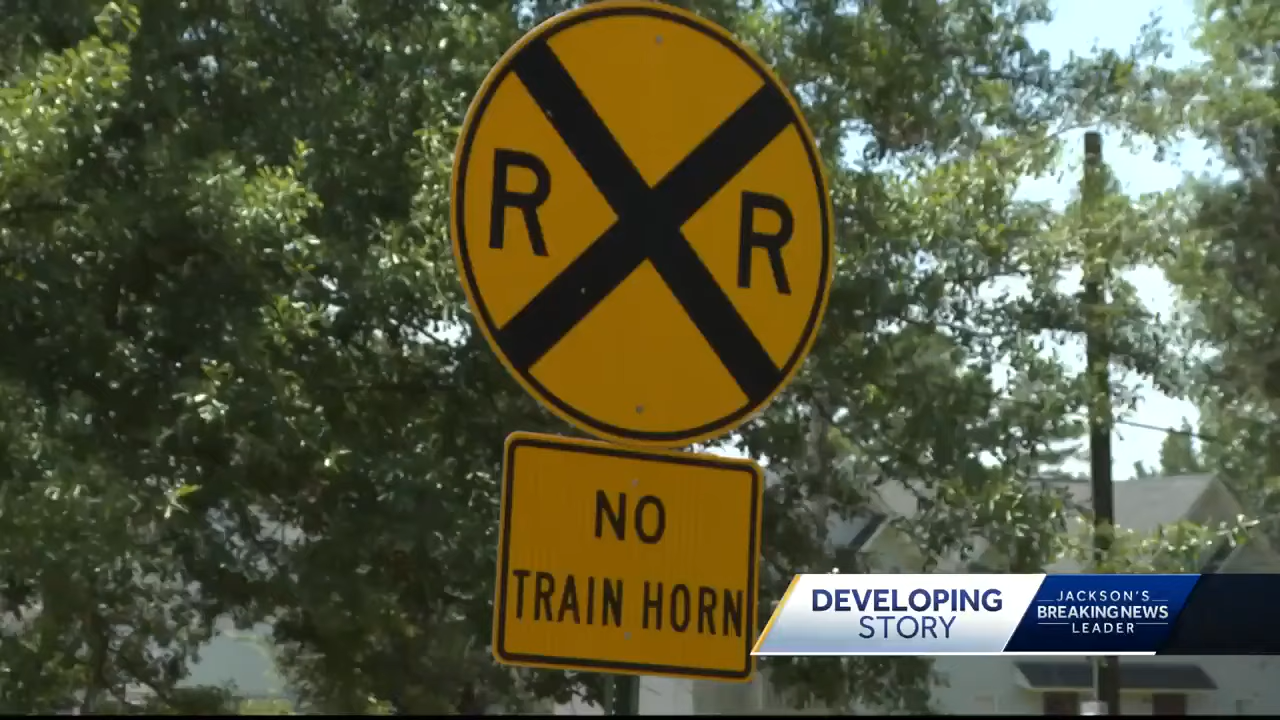 R R
NO
TRAIN HORN
DEVELOPING
STORY
JACKSON'S
BREAKING NEWS
LEADER